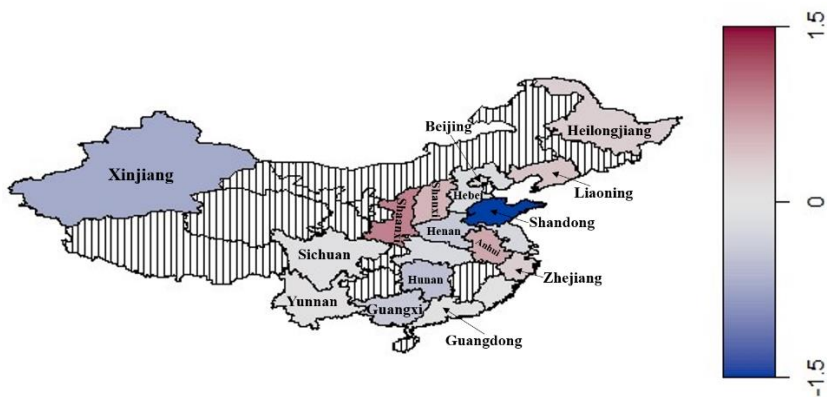 1.5
Beijing
Heilongjiang
Xinjiang
Shanxi
Hebei
Liaoning
0
Shaanxi
Shandong
Henan
Sichuan
Anhui
Zhejiang
Hunan
Yunnan
Guangxi
Guangdong
-1.5